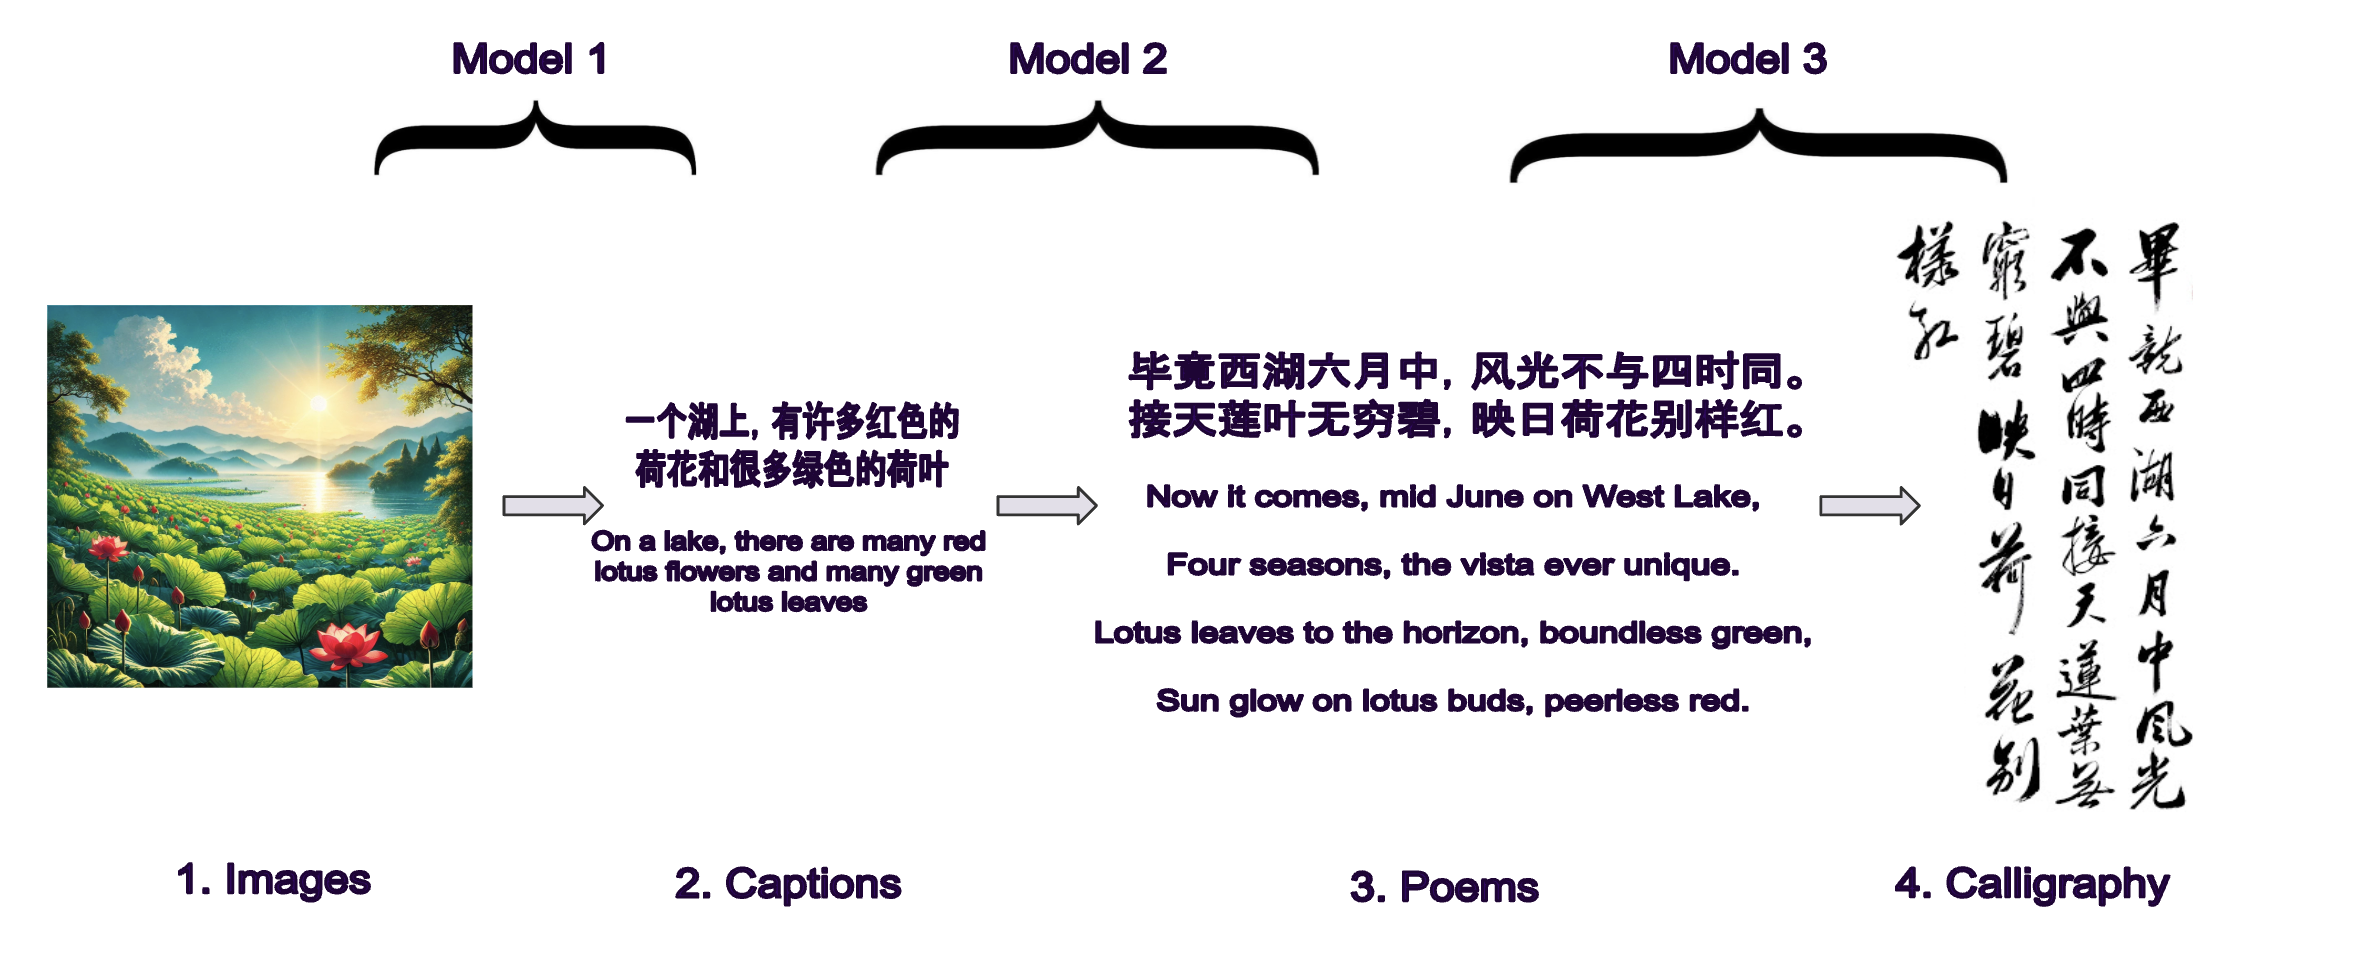 Model 1
Model 2
Model 3
一个湖上,有许多红色的
荷花和很多绿色的荷叶
On a lake, there are many red
lotus flowers and many green
lotus leaves
毕竟西湖六月中,风光不与四时同。
接天莲叶无穷碧,映日荷花别样红。
Now it comes, mid June on West Lake,
Four seasons, the vista ever unique.
Lotus leaves to the horizon, boundless green,
Sun glow on lotus buds, peerless red.
畢竟西湖六月中風光
不與四時同接天蓮葉無
窮碧映日荷花别
樣紅
1. Images
2. Captions
3. Poems
4. Calligraphy